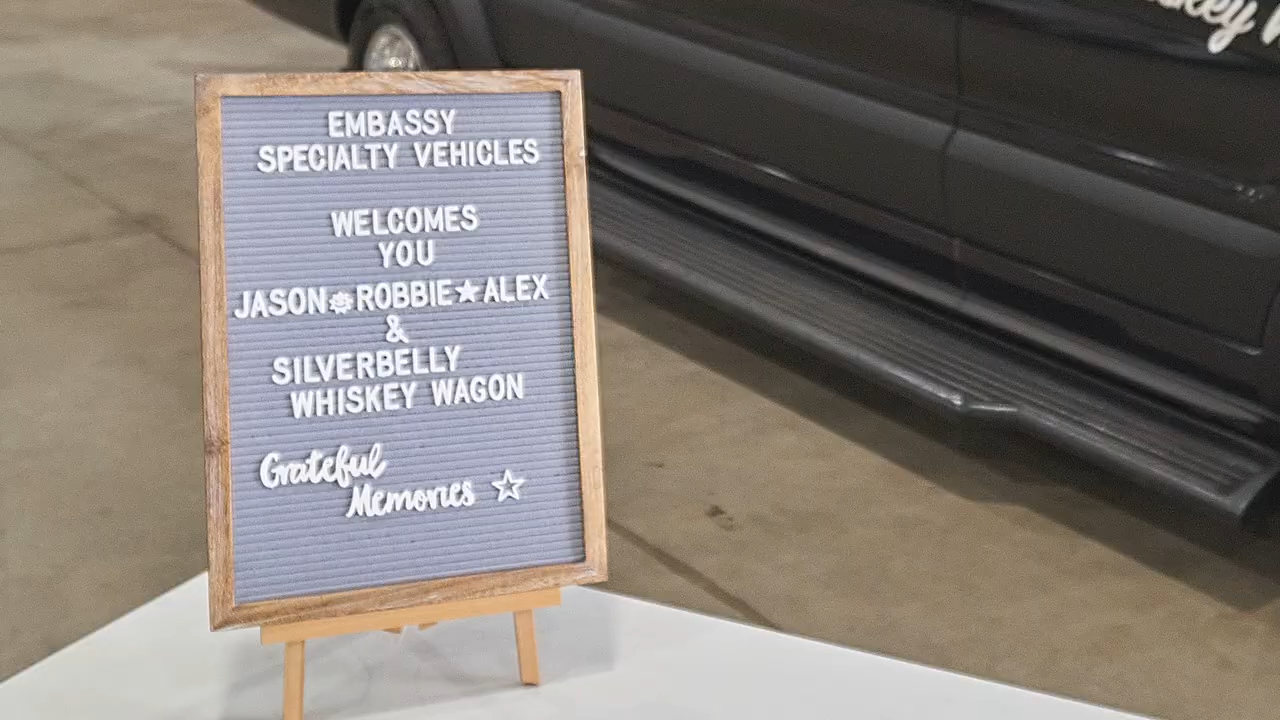 EMBASSY
SPECIALTY VEHICLES
WELCOMES
YOU
JASON ROBBIE★ALEX
&
SILVERBELLY
WHISKEY WAGON
Grateful
Memories ☆